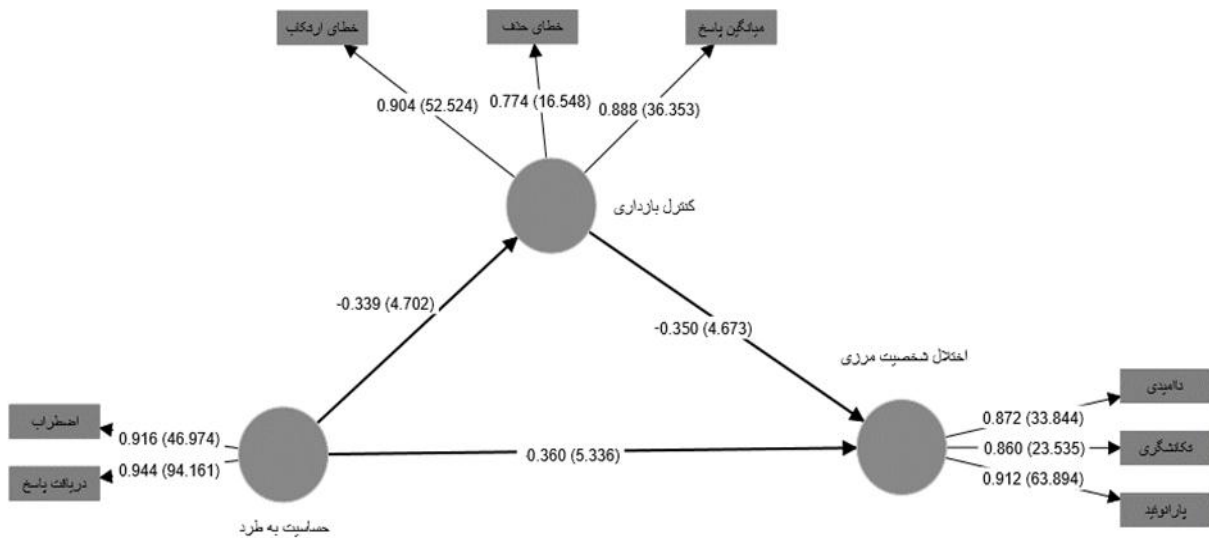 میانگین پاسخ
خطای حذف
خطای ارتکاب
0.904 (52.524)
0.774 (16.548)
0.888 (36.353)
کنترل بازداری
-0.339 (4.702)
-0.350 (4.673)
اختلال شخصیت مرزی
ناامیدی
0.872 (33.844)
تکانشگری
0.860 (23.535)
پارانوئید
0.912 (63.894)
اضطراب
0.916 (46.974)
دریافت پاسخ
0.944 (94.161)
0.360 (5.336)
حساسیت به طرد